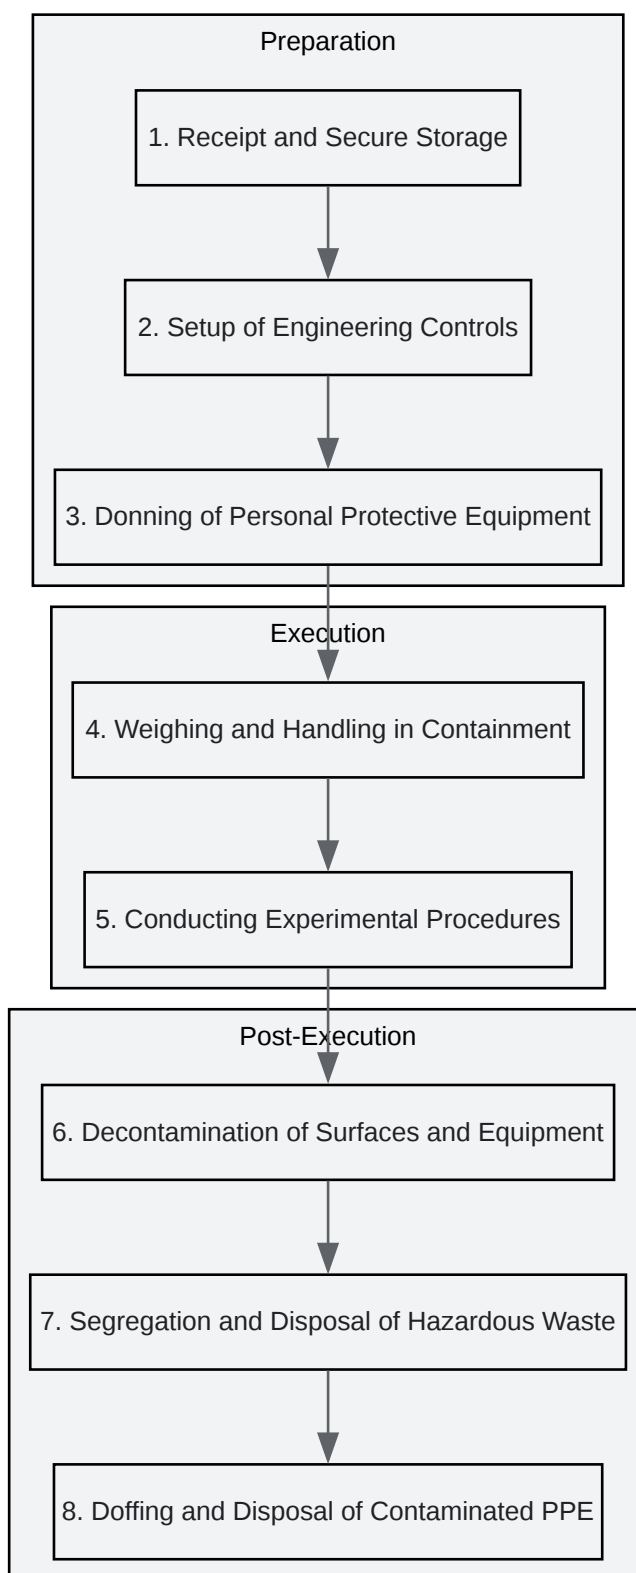 Preparation
1. Receipt and Secure Storage
2. Setup of Engineering Controls
3. Donning of Personal Protective Equipment
Execution
4. Weighing and Handling in Containment
5. Conducting Experimental Procedures
Post-Execution
6. Decontamination of Surfaces and Equipment
7. Segregation and Disposal of Hazardous Waste
8. Doffing and Disposal of Contaminated PPE